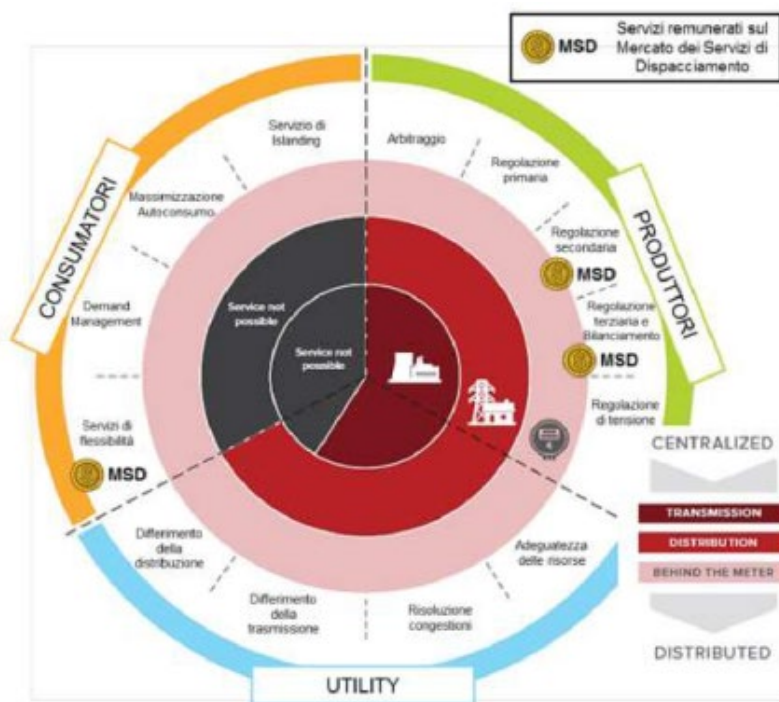 MSD
Servizi remunerati sul
Mercato dei Servizi di
Dispacciamento
CONSUMATORI
PRODUTTORI
UTILITY
Servizio di
Islanding
Arbitraggio
Massimizzazione
Autoconsumo
Regolazione
primaria
Regolazione
secondaria
MSD
Demand
Management
Regolazione
terziaria e
Bilanciamento
MSD
Servizi di
flessibilità
MSD
Regolazione
di tensione
Differimento
della
distribuzione
Differimento
della
trasmissione
Risoluzione
congestioni
Adeguatezza
delle risorse
Service not
possible
Service not
possible
CENTRALIZED
TRANSMISSION
DISTRIBUTION
BEHIND THE METER
DISTRIBUTED